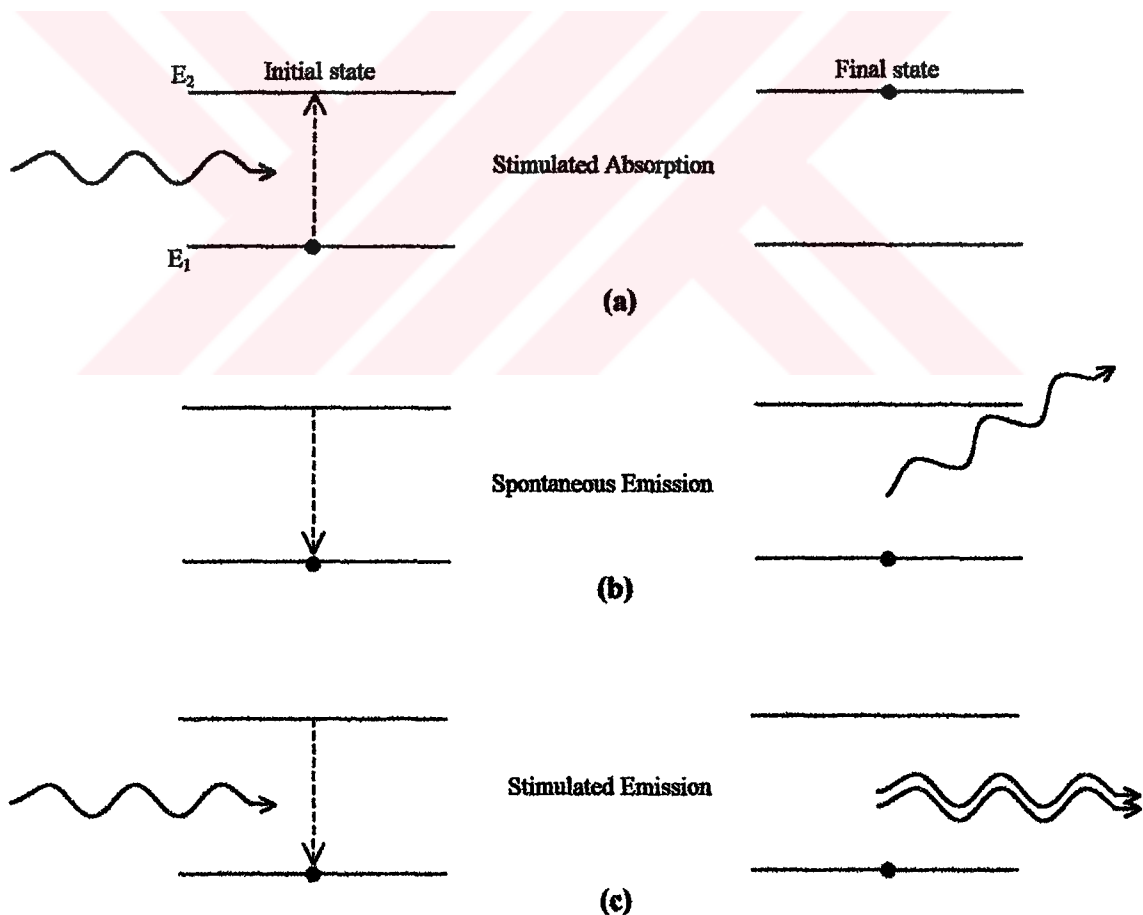 E₂ Initial state Final state
Stimulated Absorption
E₁
(a)
Spontaneous Emission
(b)
Stimulated Emission
(c)